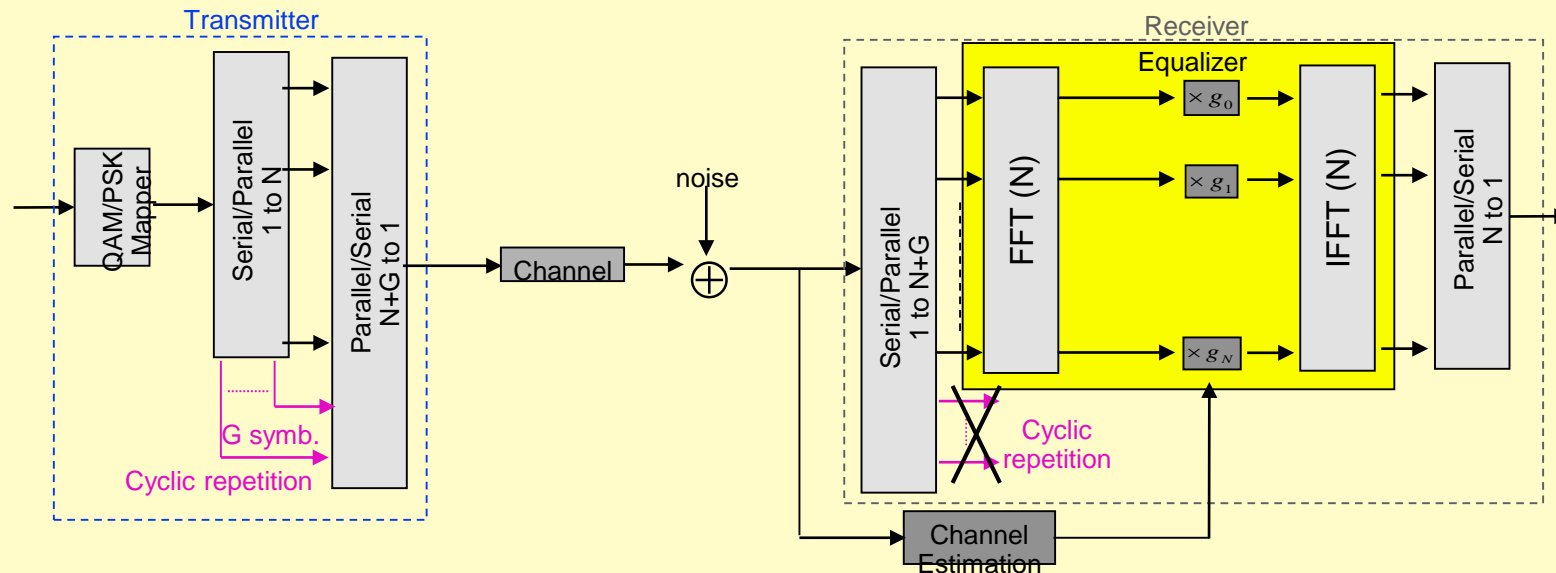 Transmitter
QAM/PSK
Mapper
Serial/Parallel
1 to N
Parallel/Serial
N+G to 1
G symb.
Cyclic repetition
Channel
noise
Receiver
Serial/Parallel
1 to N+G
Equalizer
FFT (N)
× g₀
× g₁
× g_N
IFFT (N)
Parallel/Serial
N to 1
Cyclic
repetition
Channel
Estimation